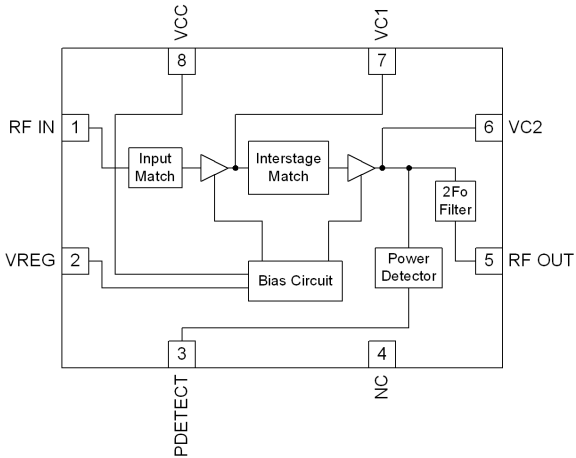 VCC
VC1
8
7
RF IN
1
6
VC2
Input
Match
Interstage
Match
2Fo
Filter
VREG
2
Bias Circuit
Power
Detector
5
RF OUT
3
4
PDETECT
NC